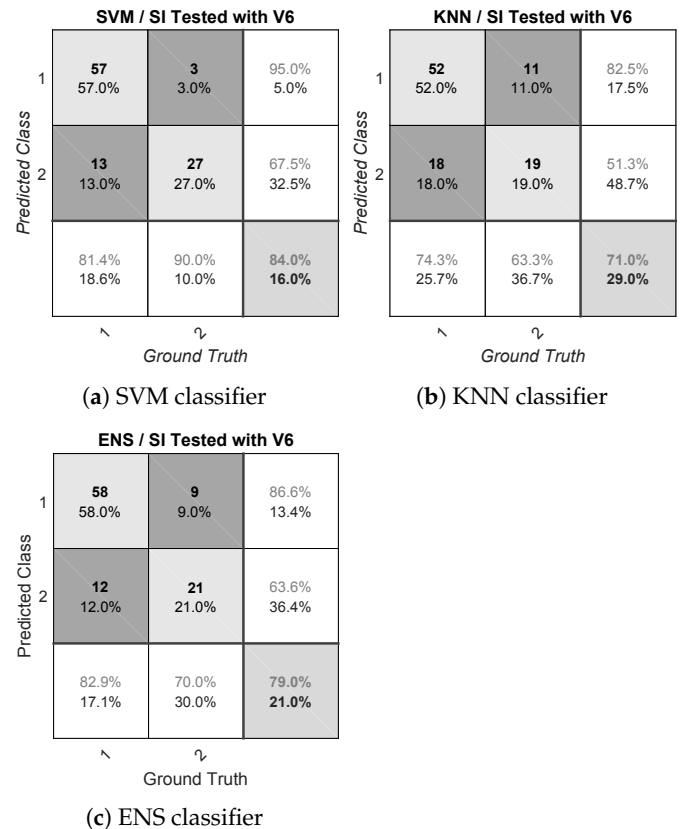 SVM / SI Tested with V6
57 3 95.0%
1
57.0% 3.0% 5.0%
13 27 67.5%
2
13.0% 27.0% 32.5%
81.4% 90.0% 84.0%
18.6% 10.0% 16.0%
1 2
Predicted Class
Ground Truth
(a) SVM classifier
KNN / SI Tested with V6
52 11 82.5%
1
52.0% 11.0% 17.5%
18 19 51.3%
2
18.0% 19.0% 48.7%
74.3% 63.3% 71.0%
25.7% 36.7% 29.0%
1 2
Predicted Class
Ground Truth
(b) KNN classifier
ENS / SI Tested with V6
58 9 86.6%
1
58.0% 9.0% 13.4%
12 21 63.6%
2
12.0% 21.0% 36.4%
82.9% 70.0% 79.0%
17.1% 30.0% 21.0%
1 2
Predicted Class
Ground Truth
(c) ENS classifier